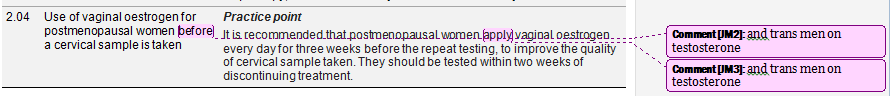 2.04 Use of vaginal oestrogen for Practice point
postmenopausal women before It is recommended that postmenopausal women apply vaginal oestrogen
a cervical sample is taken every day for three weeks before the repeat testing, to improve the quality
of cervical sample taken. They should be tested within two weeks of
discontinuing treatment.
Comment [JM2]: and trans men on
testosterone
Comment [JM3]: and trans men on
testosterone